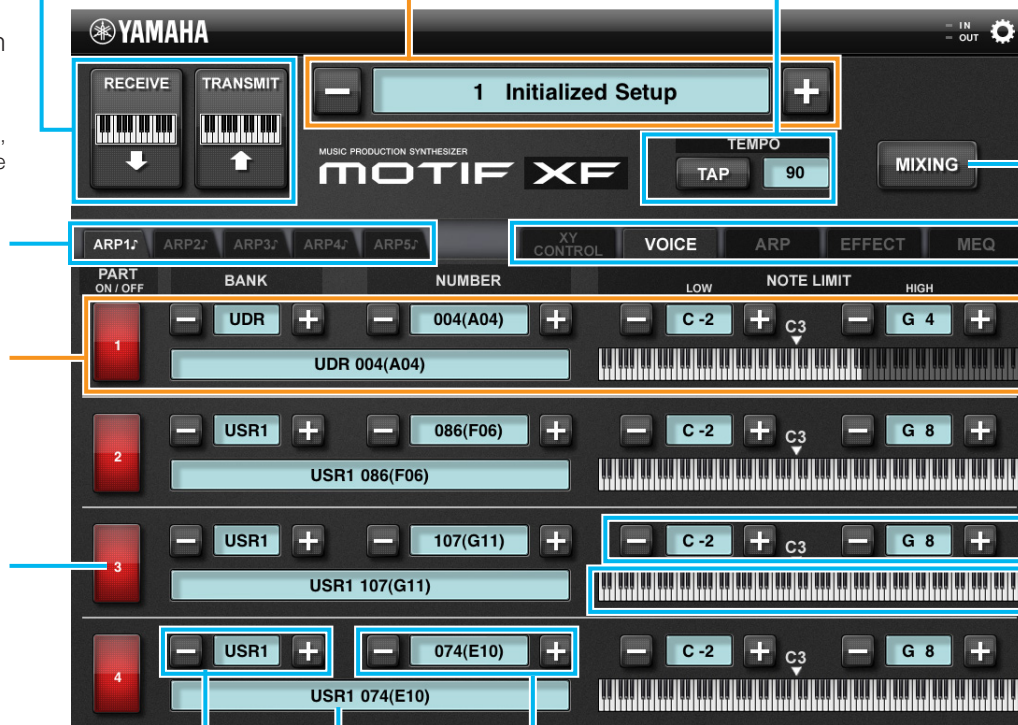 YAMAHA
IN
OUT
n
,
e
RECEIVE
TRANSMIT
1 Initialized Setup
MUSIC PRODUCTION SYNTHESIZER
MOTIF XF
TEMPO
TAP
90
MIXING
ARP1♪ ARP2♪ ARP3♪ ARP4♪ ARP5♪
XY CONTROL
VOICE
ARP
EFFECT
MEQ
PART
ON / OFF
BANK
NUMBER
NOTE LIMIT
LOW
HIGH
1
UDR
004(A04)
C -2
C3
G 4
UDR 004(A04)
2
USR1
086(F06)
C -2
C3
G 8
USR1 086(F06)
3
USR1
107(G11)
C -2
C3
G 8
USR1 107(G11)
4
USR1
074(E10)
C -2
C3
G 8
USR1 074(E10)